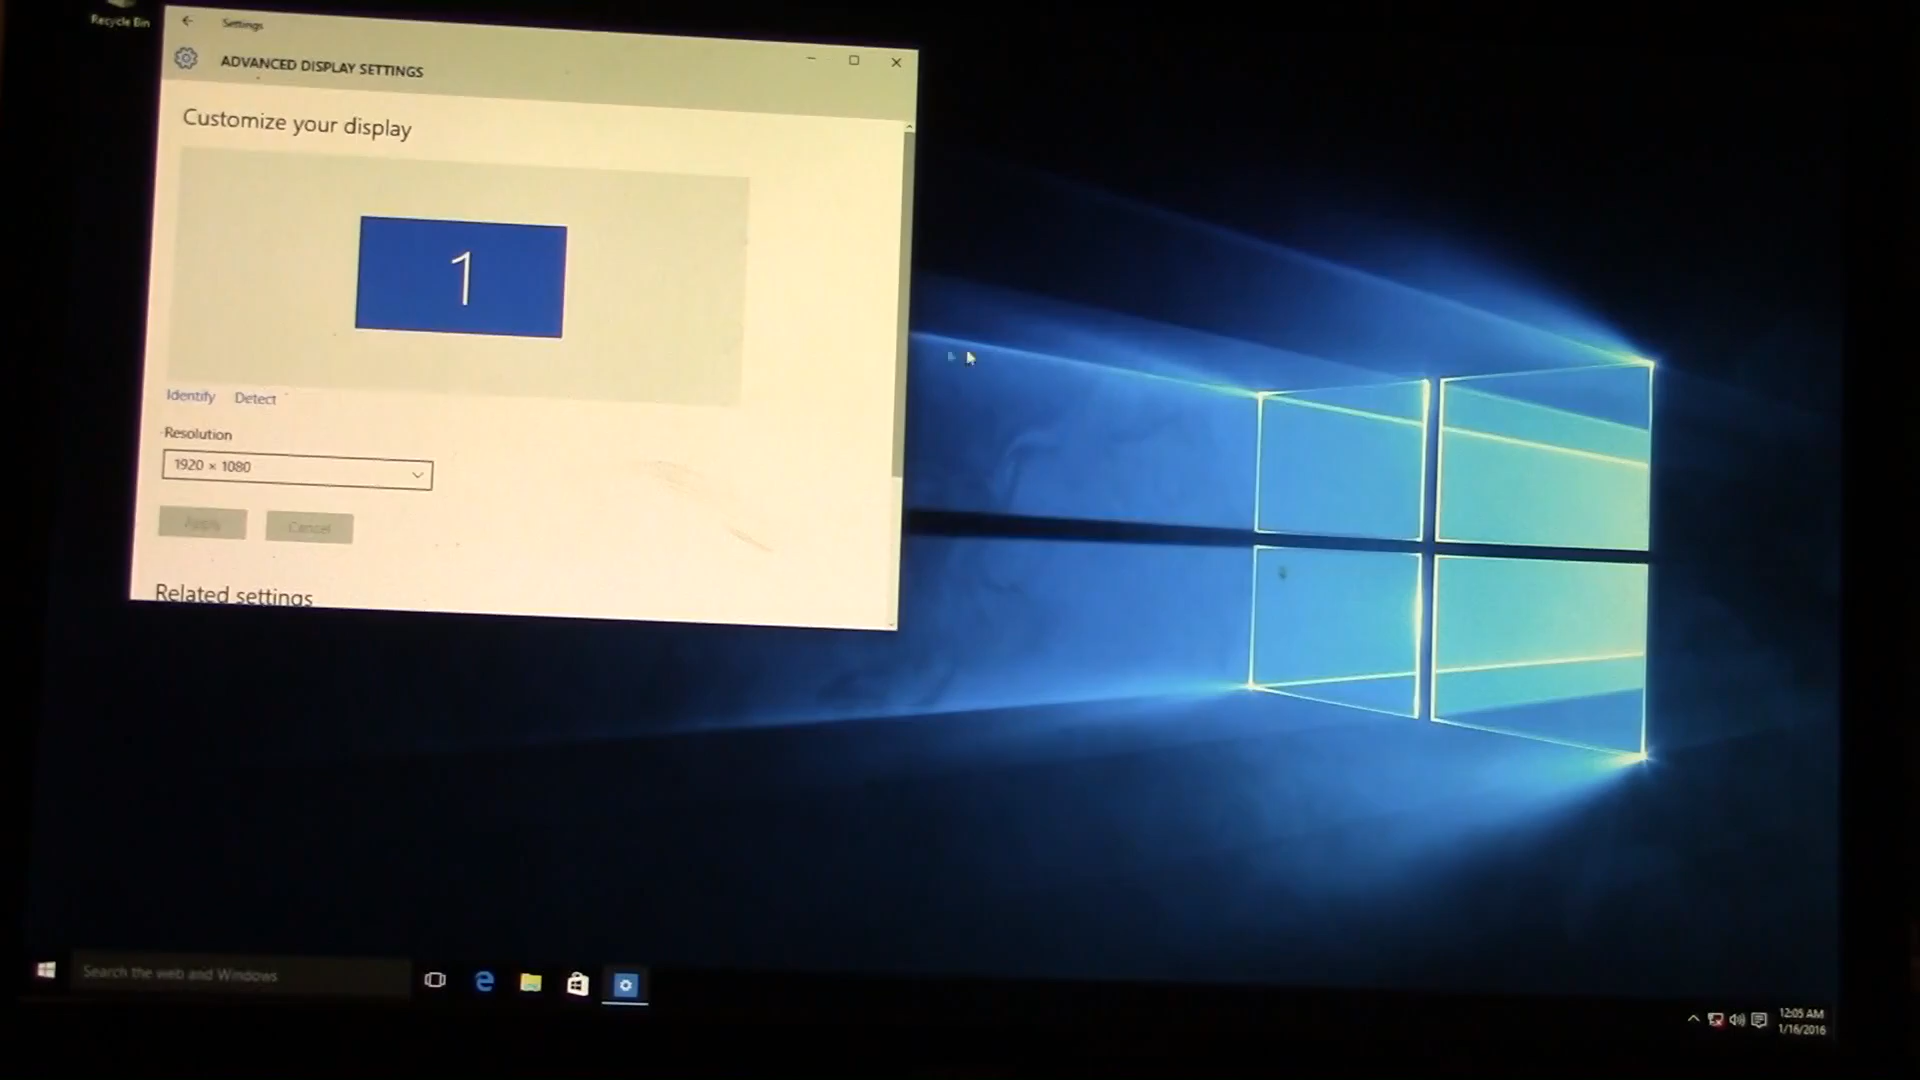 Recycle Bin
Settings
ADVANCED DISPLAY SETTINGS
Customize your display
1
Identify Detect
Resolution
1920 × 1080
Apply Cancel
Related settings
Search the web and Windows
12:05 AM
1/16/2016